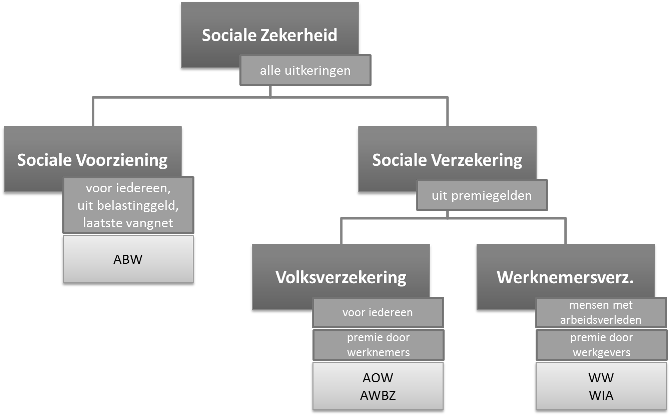 Sociale Zekerheid
alle uitkeringen
Sociale Voorziening
voor iedereen,
uit belastinggeld,
laatste vangnet
ABW
Sociale Verzekering
uit premiegelden
Volksverzekering
voor iedereen
premie door
werknemers
AOW
AWBZ
Werknemersverz.
mensen met
arbeidsverleden
premie door
werkgevers
WW
WIA